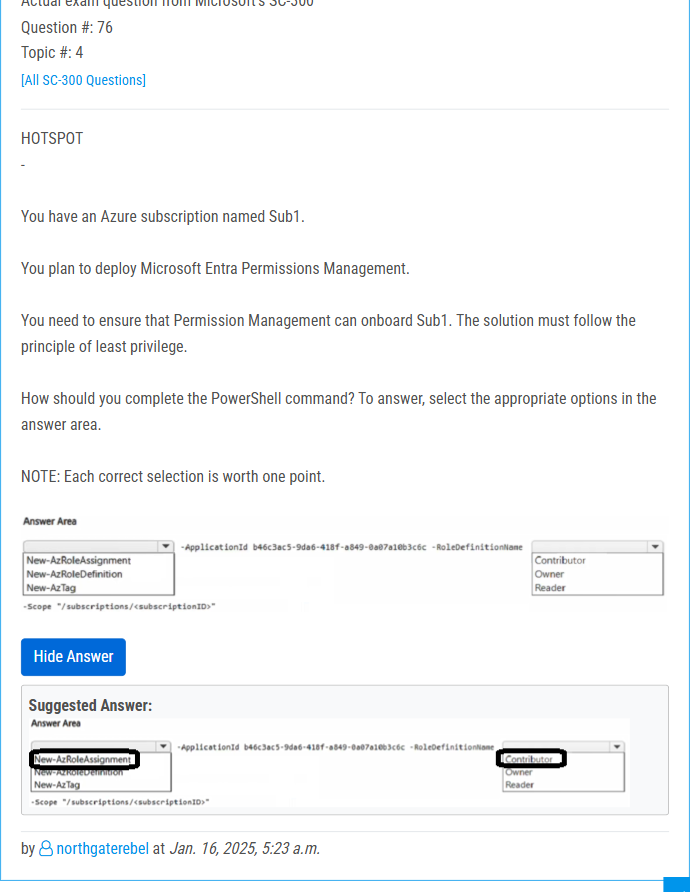 Actual exam question from Microsoft's SC-300
Question #: 76
Topic #: 4
[All SC-300 Questions]
HOTSPOT
-
You have an Azure subscription named Sub1.
You plan to deploy Microsoft Entra Permissions Management.
You need to ensure that Permission Management can onboard Sub1. The solution must follow the
principle of least privilege.
How should you complete the PowerShell command? To answer, select the appropriate options in the
answer area.
NOTE: Each correct selection is worth one point.
Answer Area
-ApplicationId b46c3ac5-9da6-418f-a849-0a07a10b3c6c -RoleDefinitionName
New-AzRoleAssignment Contributor
New-AzRoleDefinition Owner
New-AzTag Reader
-Scope "/subscriptions/<subscriptionID>"
Hide Answer
Suggested Answer:
Answer Area
-ApplicationId b46c3ac5-9da6-418f-a849-0a07a10b3c6c -RoleDefinitionName
New-AzRoleAssignment Contributor
New-AzRoleDefinition Owner
New-AzTag Reader
-Scope "/subscriptions/<subscriptionID>"
by northgaterebel at Jan. 16, 2025, 5:23 a.m.